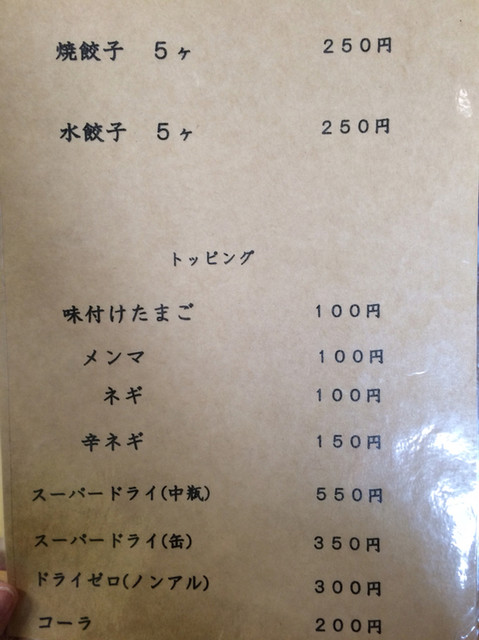 焼餃子 5ヶ 250円
水餃子 5ヶ 250円
トッピング
味付けたまご 100円
メンマ 100円
ネギ 100円
辛ネギ 150円
スーパードライ(中瓶) 550円
スーパードライ(缶) 350円
ドライゼロ(ノンアル) 300円
コーラ 200円